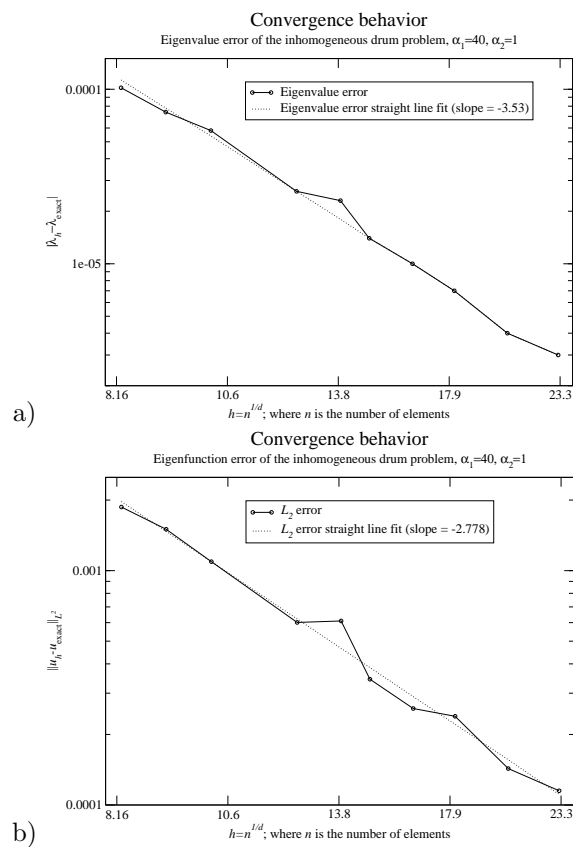 Convergence behavior
Eigenvalue error of the inhomogeneous drum problem, α1=40, α2=1
0.0001
Eigenvalue error
Eigenvalue error straight line fit (slope = -3.53)
|λh−λexact|
1e-05
8.16 10.6 13.8 17.9 23.3
h=n^{1/d}; where n is the number of elements
a)
Convergence behavior
Eigenfunction error of the inhomogeneous drum problem, α1=40, α2=1
L2 error
L2 error straight line fit (slope = -2.778)
0.001
||uh-uexact||L^2
0.0001
8.16 10.6 13.8 17.9 23.3
b)
h=n^{1/d}; where n is the number of elements